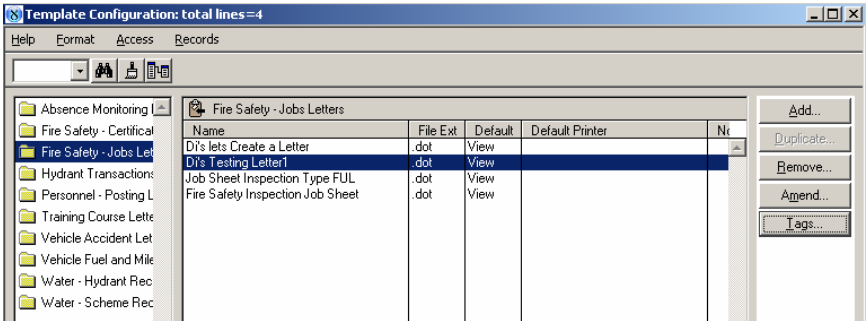 Template Configuration: total lines=4
Help Format Access Records
Fire Safety - Jobs Letters
Name File Ext Default Default Printer No
Di's lets Create a Letter .dot View
Di's Testing Letter1 .dot View
Job Sheet Inspection Type FUL .dot View
Fire Safety Inspection Job Sheet .dot View
Absence Monitoring
Fire Safety - Certificat
Fire Safety - Jobs Let
Hydrant Transactions
Personnel - Posting L
Training Course Lette
Vehicle Accident Let
Vehicle Fuel and Mile
Water - Hydrant Rec
Water - Scheme Rec
Add...
Duplicate...
Remove...
Amend...
Tags...